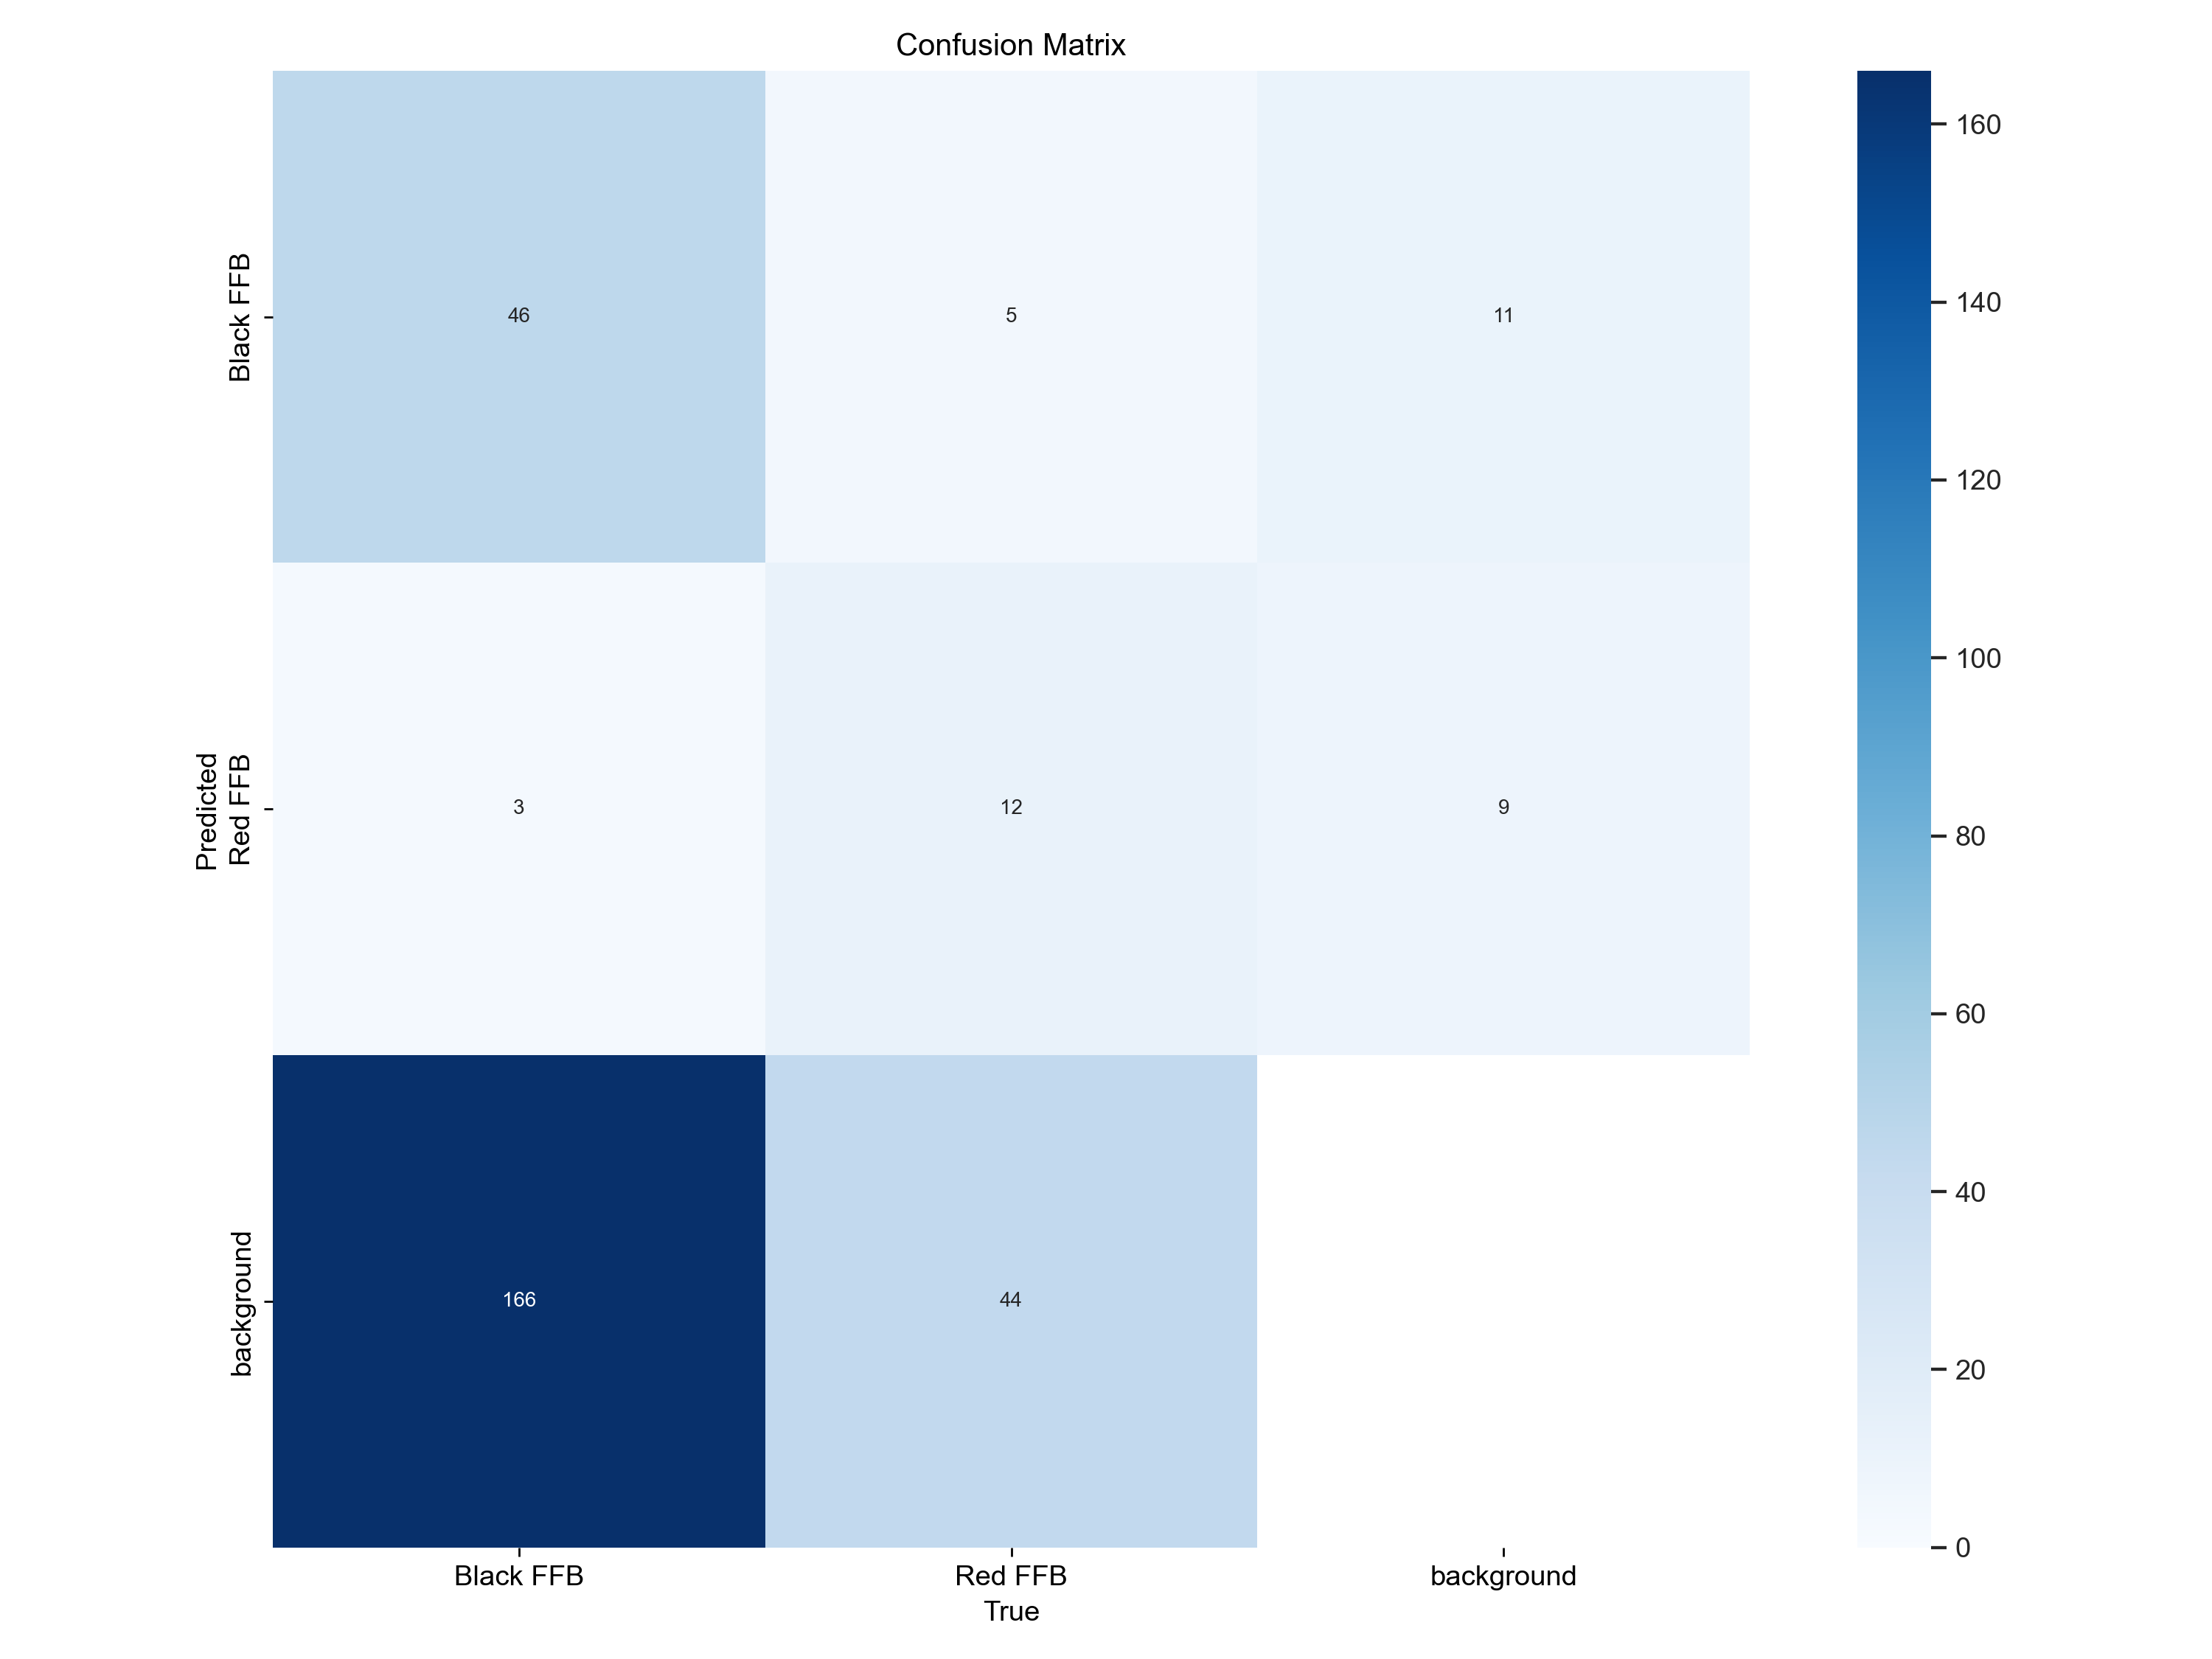 Confusion Matrix
Black FFB
46
5
11
Predicted
Red FFB
3
12
9
background
166
44
Black FFB
Red FFB
background
True
160
140
120
100
80
60
40
20
0